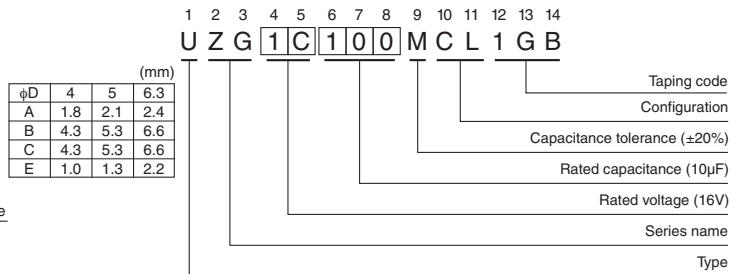 1 2 3 4 5 6 7 8 9 10 11 12 13 14
U Z G 1 C 1 0 0 M C L 1 G B
(mm)
φD 4 5 6.3
A 1.8 2.1 2.4
B 4.3 5.3 6.6
C 4.3 5.3 6.6
E 1.0 1.3 2.2
Taping code
Configuration
Capacitance tolerance (±20%)
Rated capacitance (10µF)
Rated voltage (16V)
Series name
Type
e